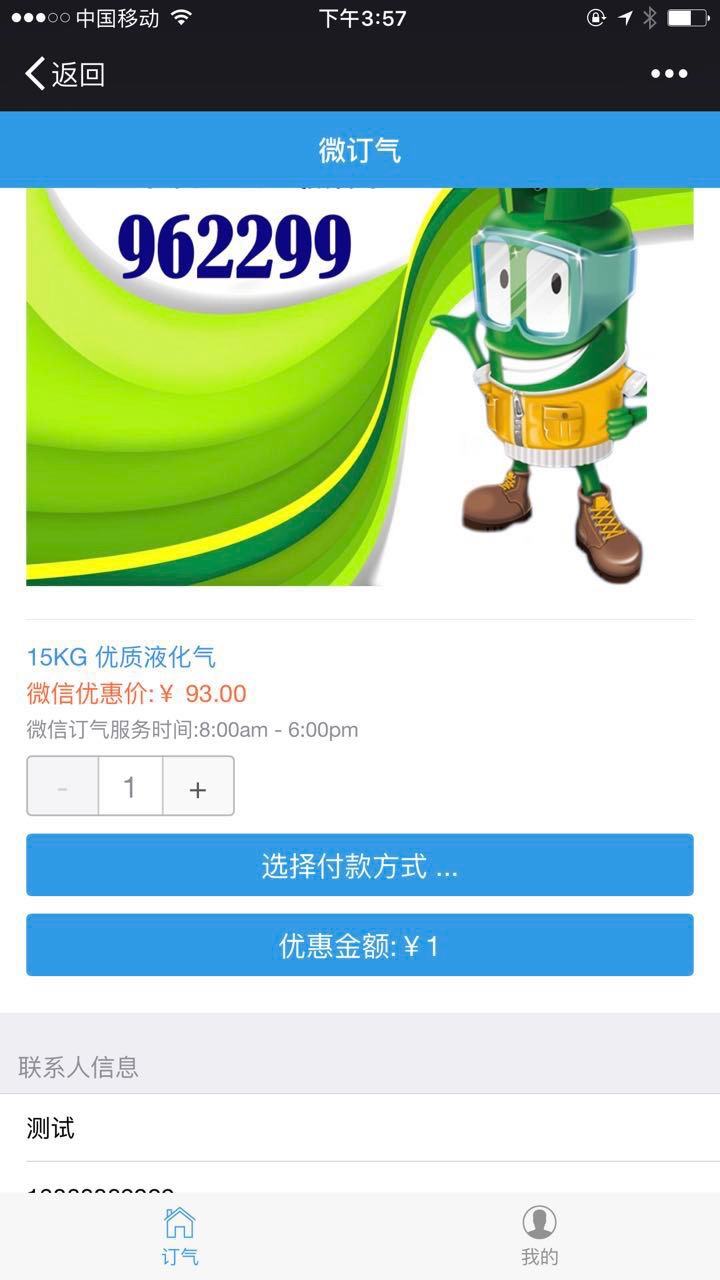 中国移动 下午3:57
返回
微订气
962299
15KG 优质液化气
微信优惠价:￥ 93.00
微信订气服务时间:8:00am - 6:00pm
- 1 +
选择付款方式 ...
优惠金额:￥1
联系人信息
测试
订气 我的